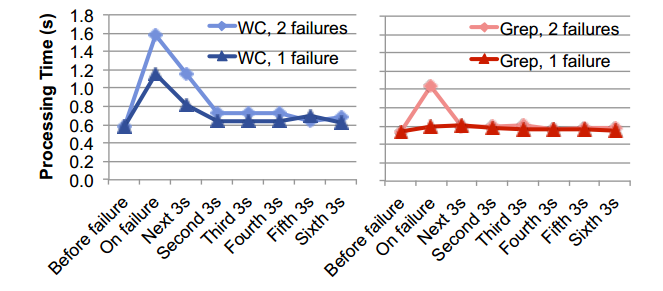 Processing Time (s)
1.8
1.6
1.4
1.2
1.0
0.8
0.6
0.4
0.2
0.0
WC, 2 failures
WC, 1 failure
Before failure
On failure
Next 3s
Second 3s
Third 3s
Fourth 3s
Fifth 3s
Sixth 3s
Grep, 2 failures
Grep, 1 failure
Before failure
On failure
Next 3s
Second 3s
Third 3s
Fourth 3s
Fifth 3s
Sixth 3s